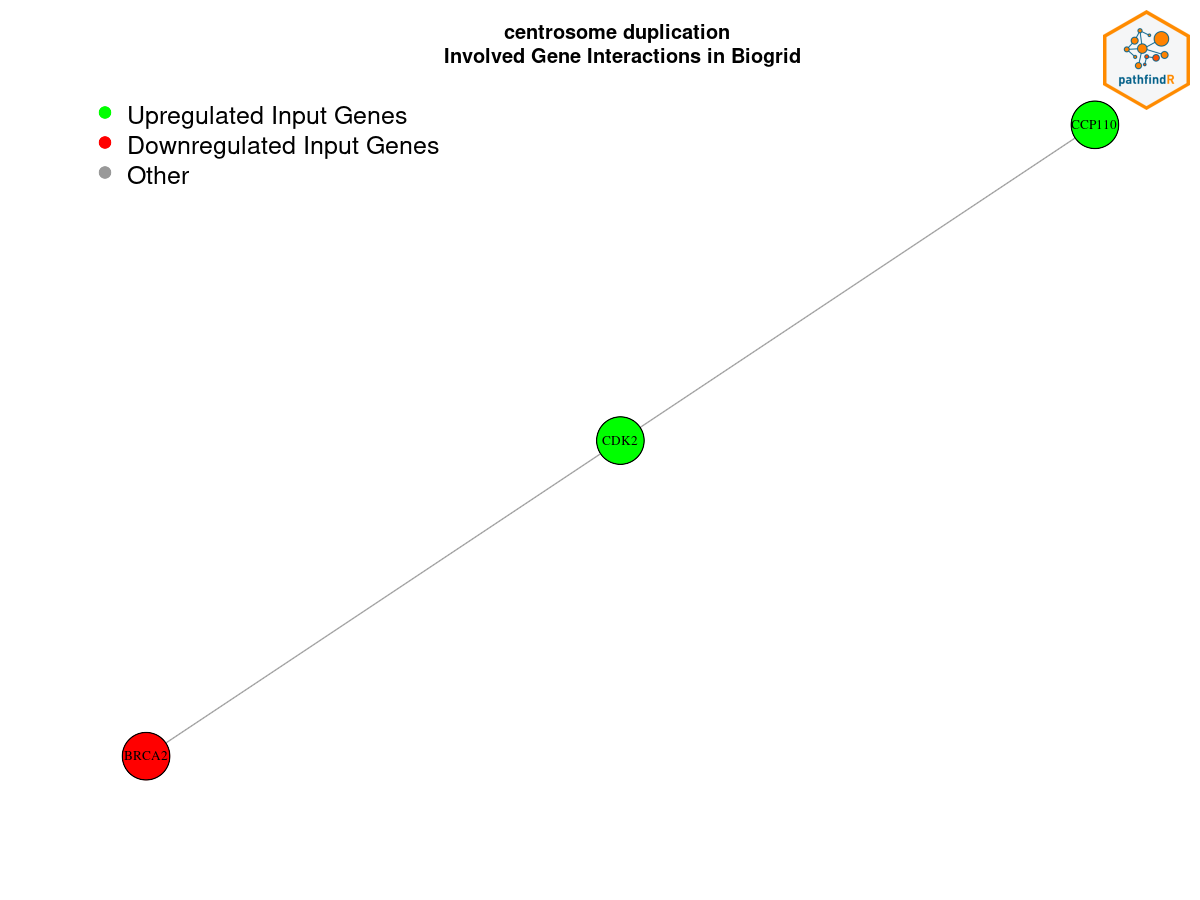 centrosome duplication
Involved Gene Interactions in Biogrid
pathfindR
Upregulated Input Genes
Downregulated Input Genes
Other
CCP110
CDK2
BRCA2